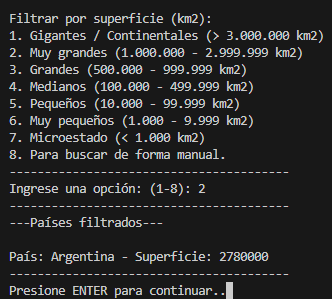 Filtrar por superficie (km2):
1. Gigantes / Continentales (> 3.000.000 km2)
2. Muy grandes (1.000.000 - 2.999.999 km2)
3. Grandes (500.000 - 999.999 km2)
4. Medianos (100.000 - 499.999 km2)
5. Pequeños (10.000 - 99.999 km2)
6. Muy pequeños (1.000 - 9.999 km2)
7. Microestado (< 1.000 km2)
8. Para buscar de forma manual.
----------------------------------------
Ingrese una opción: (1-8): 2
----------------------------------------
---Países filtrados---
País: Argentina - Superficie: 2780000
----------------------------------------
Presione ENTER para continuar..